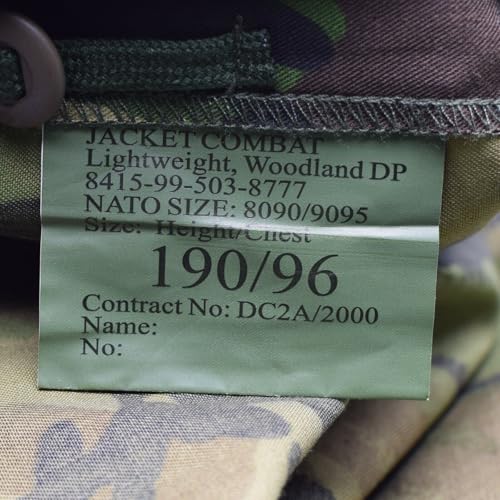 JACKET COMBAT
Lightweight, Woodland DP
8415-99-503-8777
NATO SIZE: 8090/9095
Size: Height/Chest
190/96
Contract No: DC2A/2000
Name:
No: